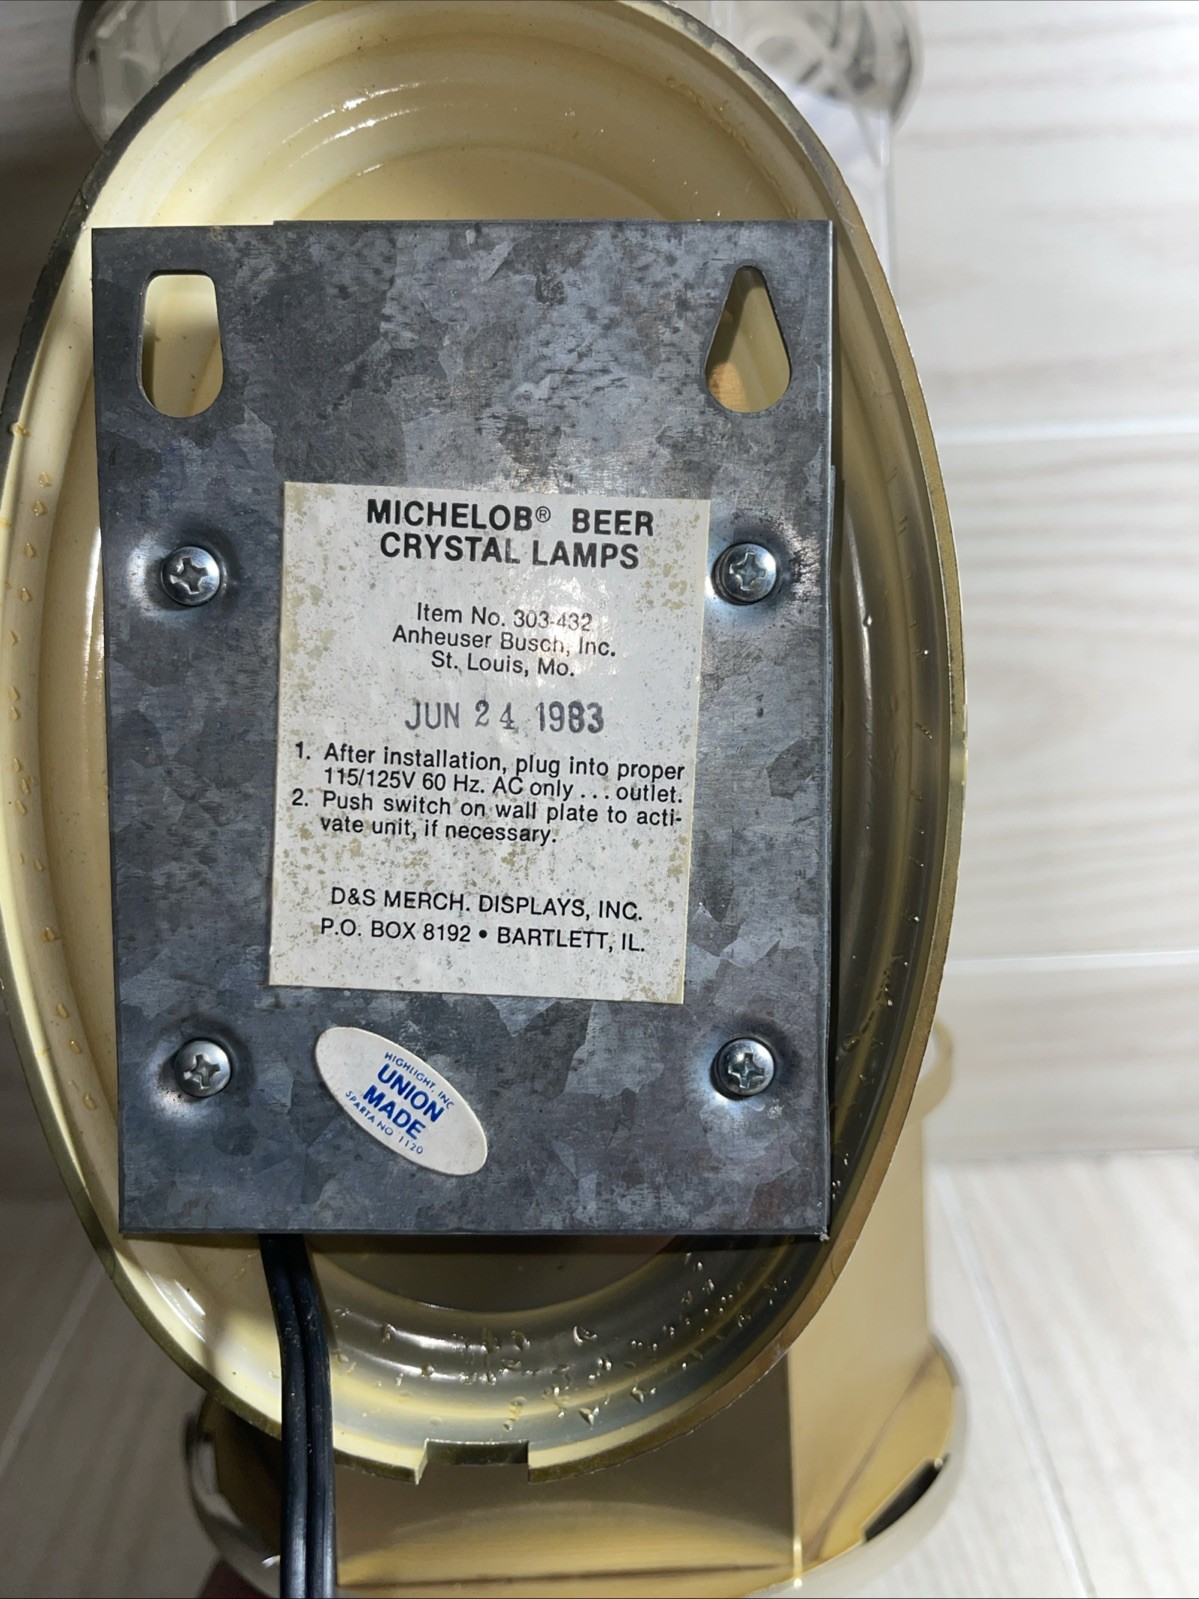 MICHELOB® BEER
CRYSTAL LAMPS
Item No. 303-432
Anheuser Busch, Inc.
St. Louis, Mo.
JUN 24 1983
1. After installation, plug into proper
115/125V 60 Hz. AC only ... outlet.
2. Push switch on wall plate to acti-
vate unit, if necessary.
D&S MERCH. DISPLAYS, INC.
P.O. BOX 8192 • BARTLETT, IL.
HIGHLIGHT, INC
UNION
MADE
SPARTA NO 1120